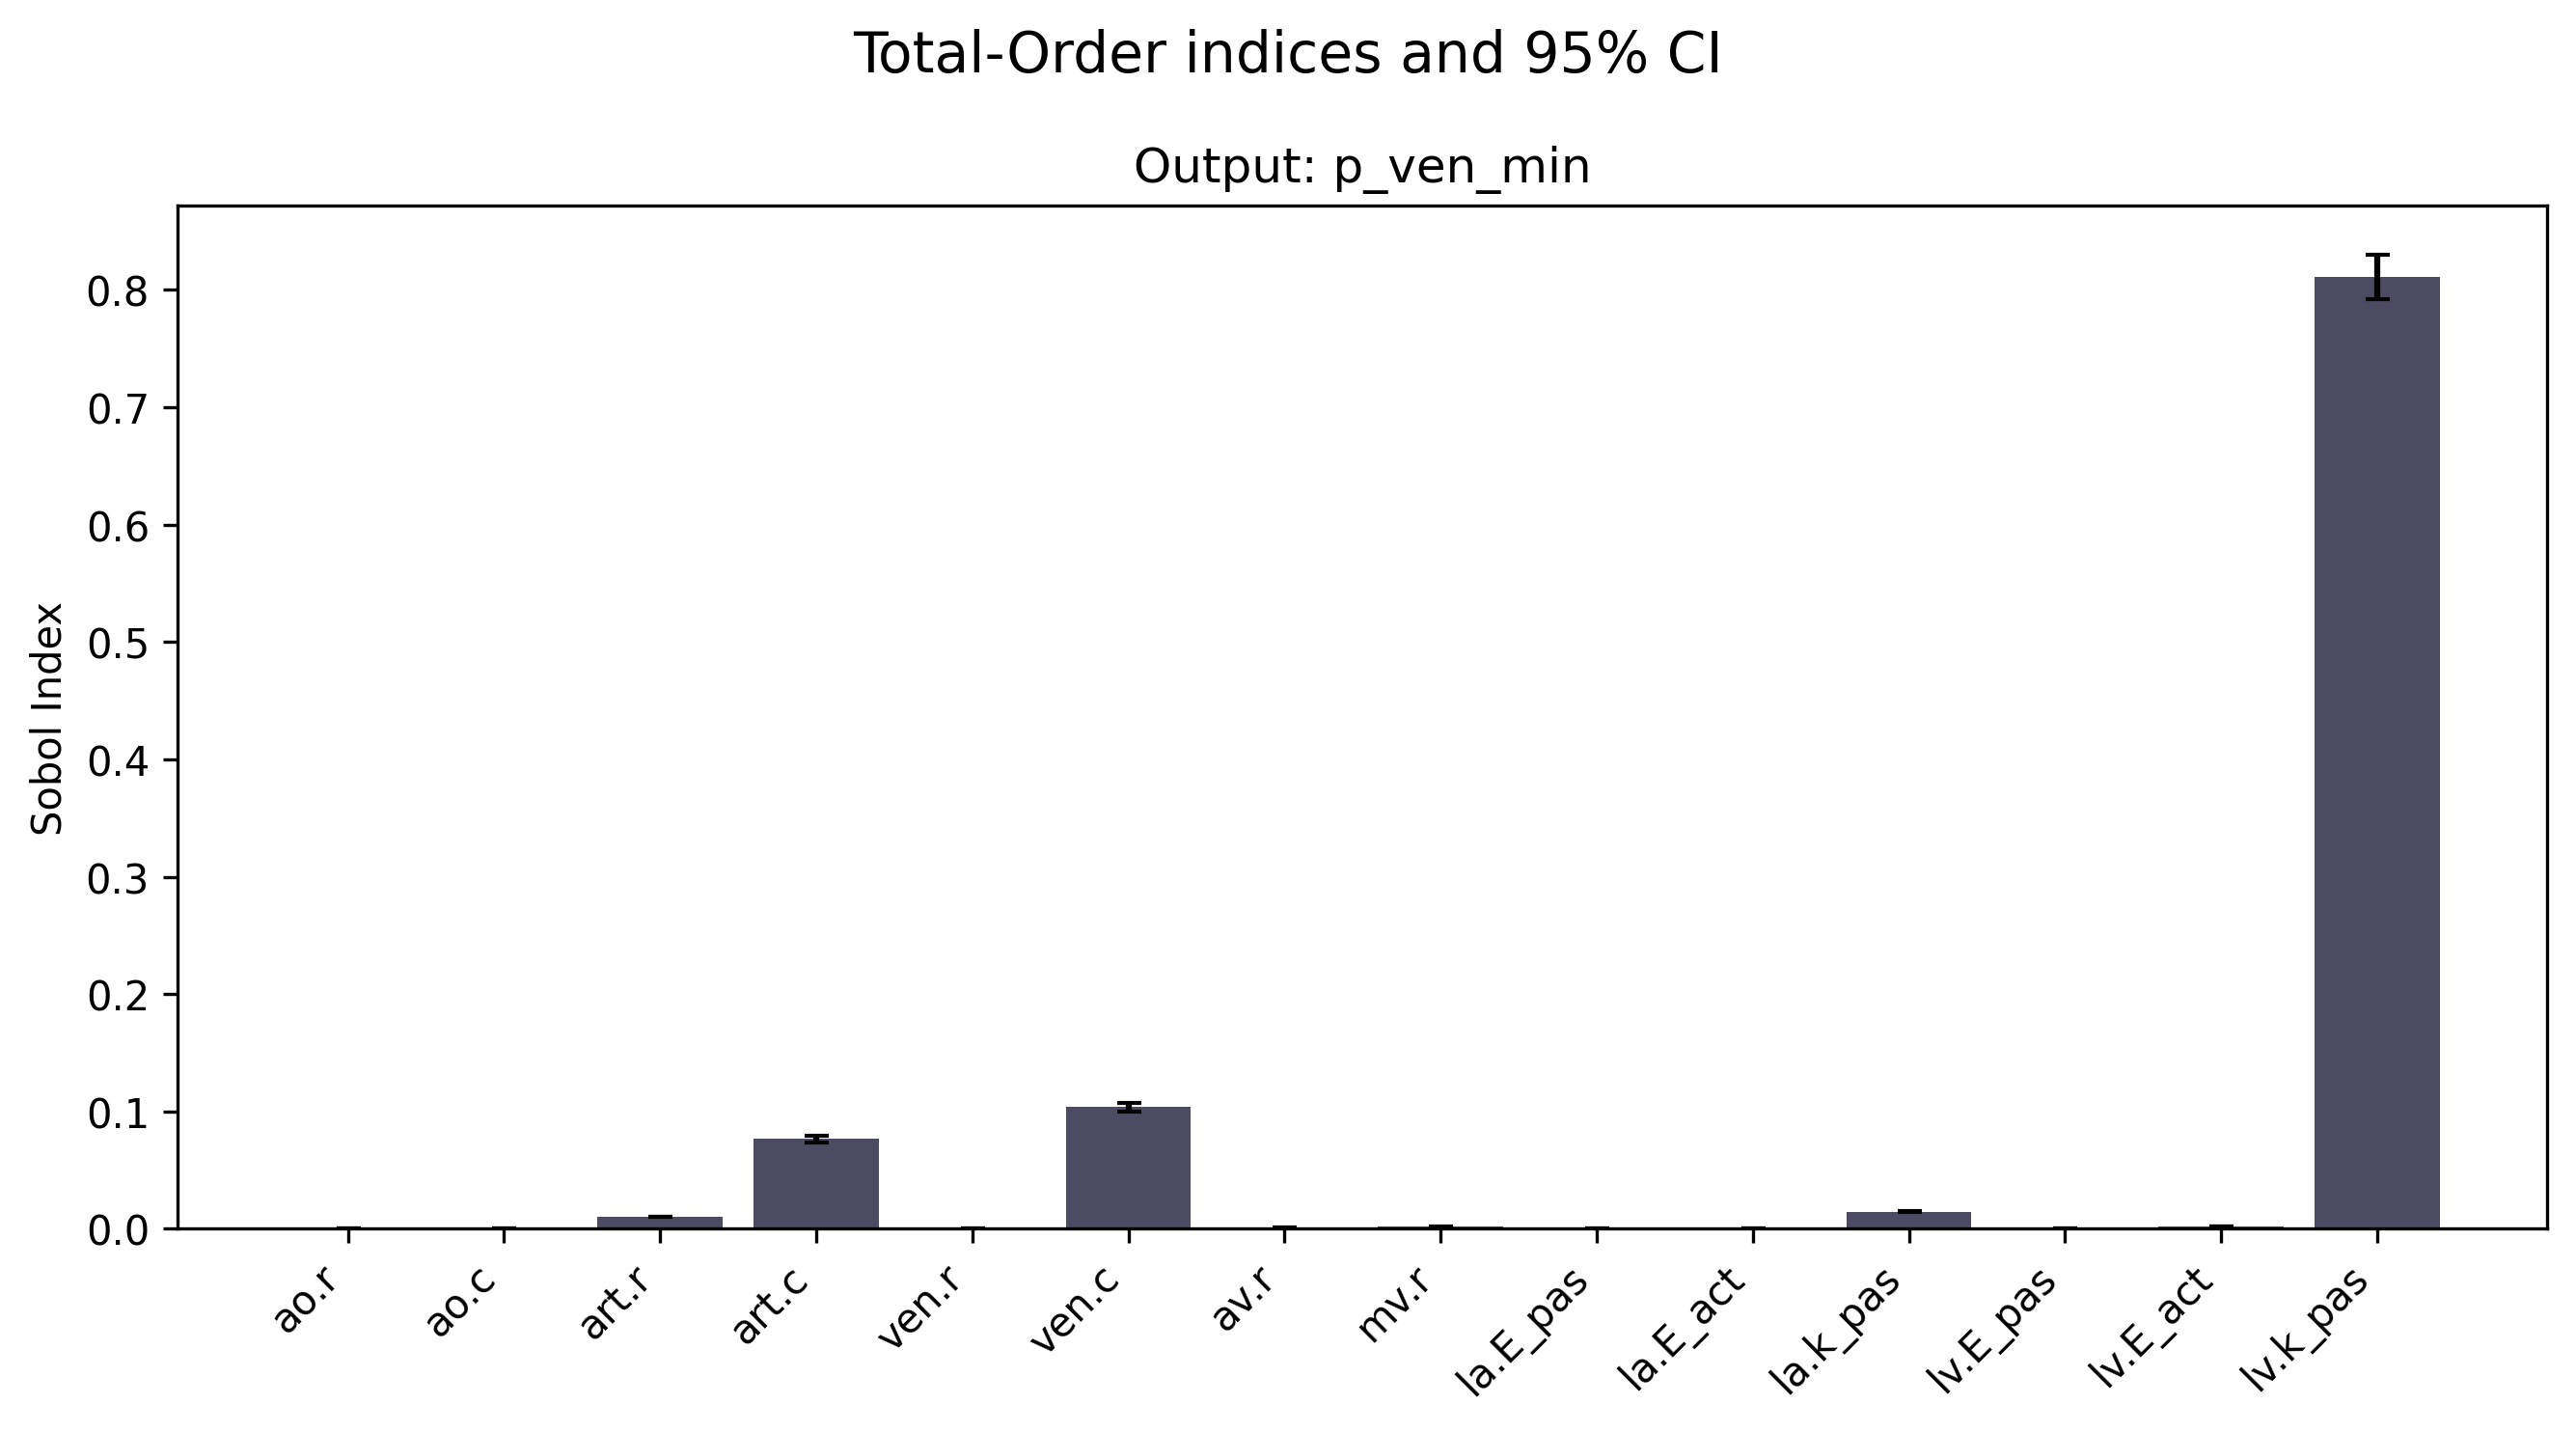 Total-Order indices and 95% CI
Output: p_ven_min
Sobol Index
0.8
0.7
0.6
0.5
0.4
0.3
0.2
0.1
0.0
ao.r
ao.c
art.r
art.c
ven.r
ven.c
av.r
mv.r
la.E_pas
la.E_act
la.k_pas
lv.E_pas
lv.E_act
lv.k_pas